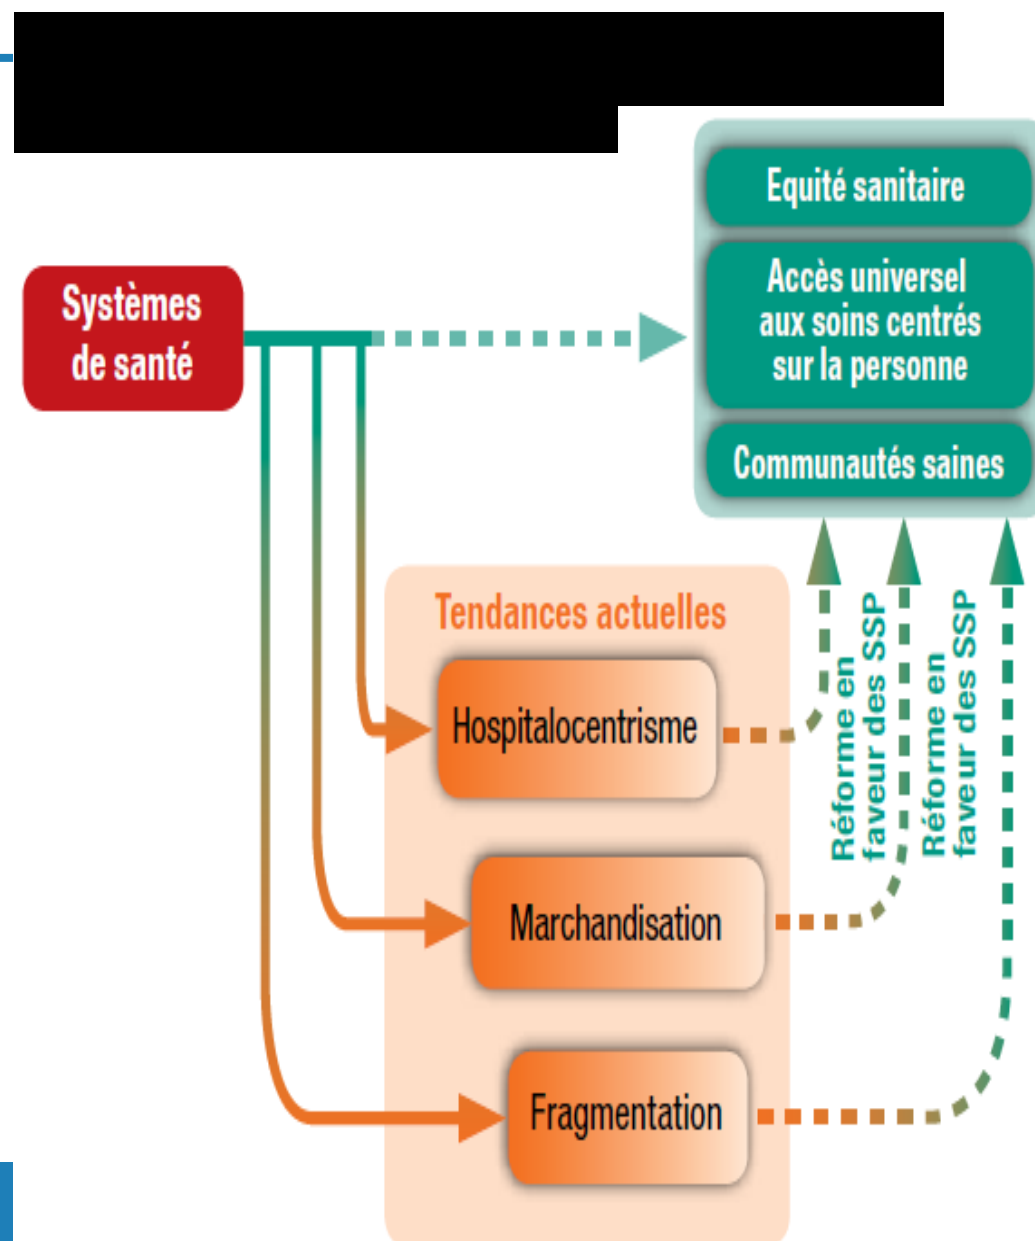 Equité sanitaire
Systèmes
de santé
Accès universel
aux soins centrés
sur la personne
Communautés saines
Tendances actuelles
Hospitalocentrisme
Marchandisation
Fragmentation
Réforme en
faveur des SSP
Réforme en
faveur des SSP